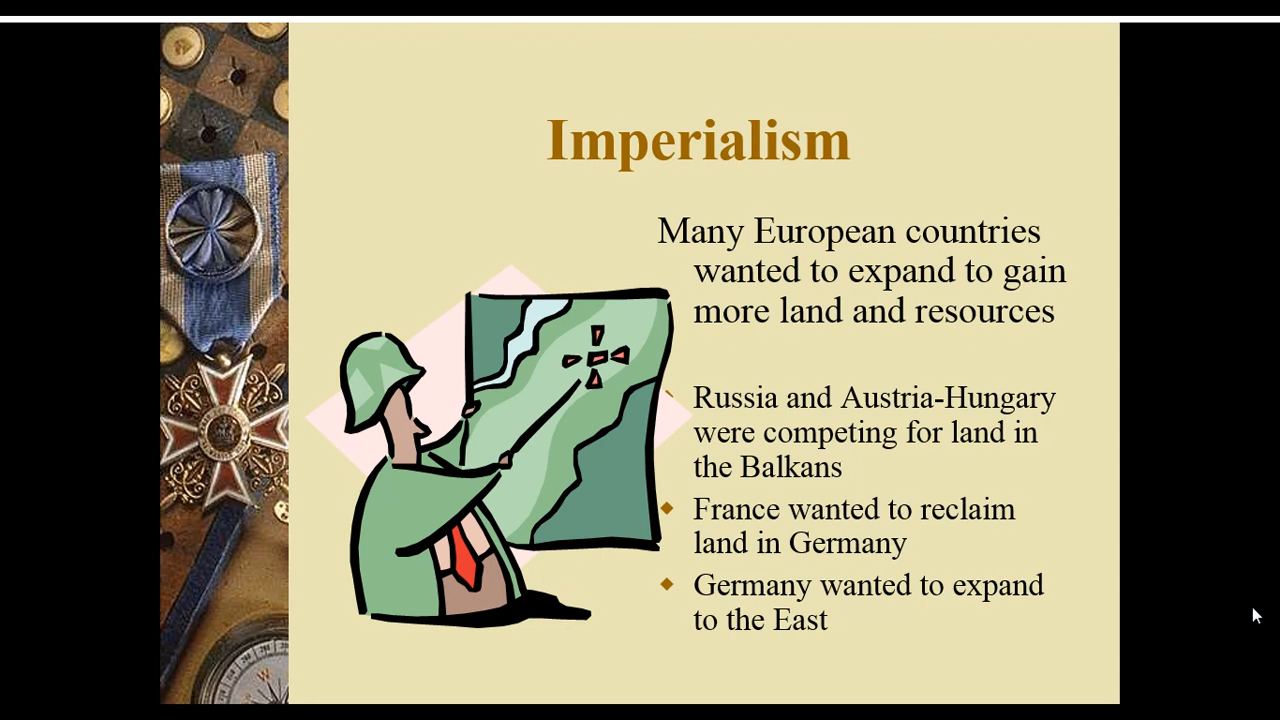 Imperialism
Many European countries
wanted to expand to gain
more land and resources
Russia and Austria-Hungary
were competing for land in
the Balkans
France wanted to reclaim
land in Germany
Germany wanted to expand
to the East